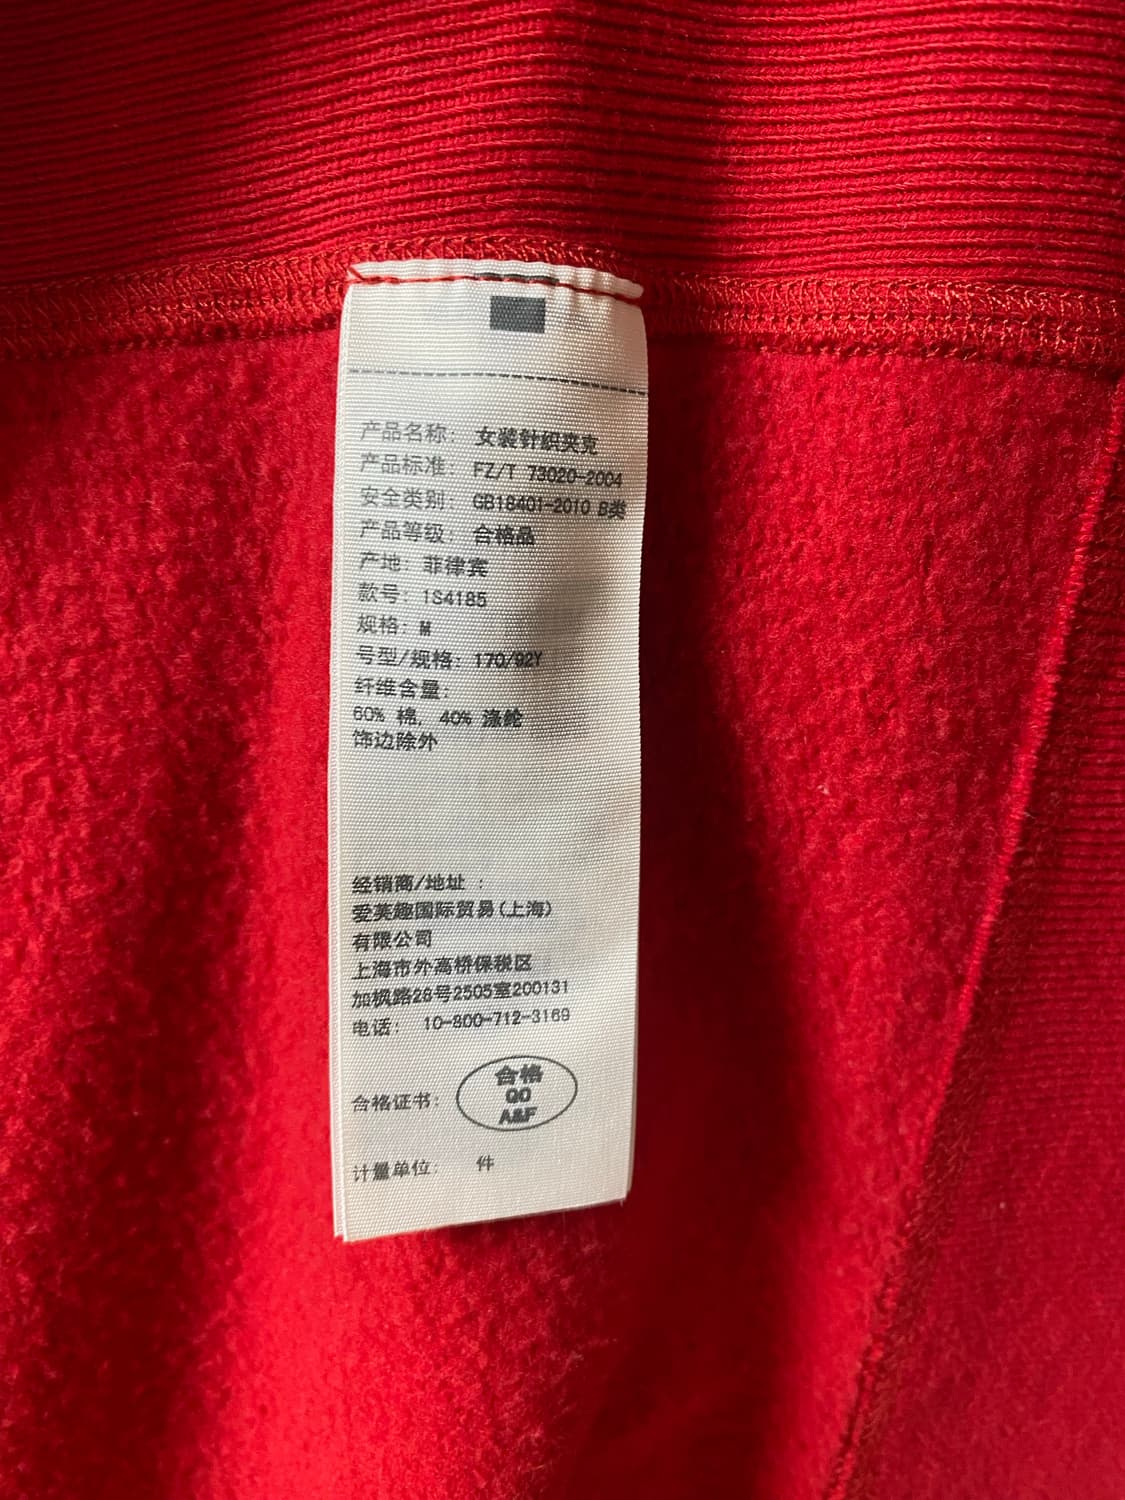 产品名称: 女装针织夹克
产品标准: FZ/T 73020-2004
安全类别: GB18401-2010 B类
产品等级: 合格品
产地: 菲律宾
款号: 1S4185
规格: M
号型/规格: 170/92Y
纤维含量:
60% 棉, 40% 涤纶
饰边除外
经销商/地址 :
爱芙趣国际贸易(上海)
有限公司
上海市外高桥保税区
加枫路28号2505室200131
电话: 10-800-712-3169
合格证书:
合格
QO
A&F
计量单位: 件